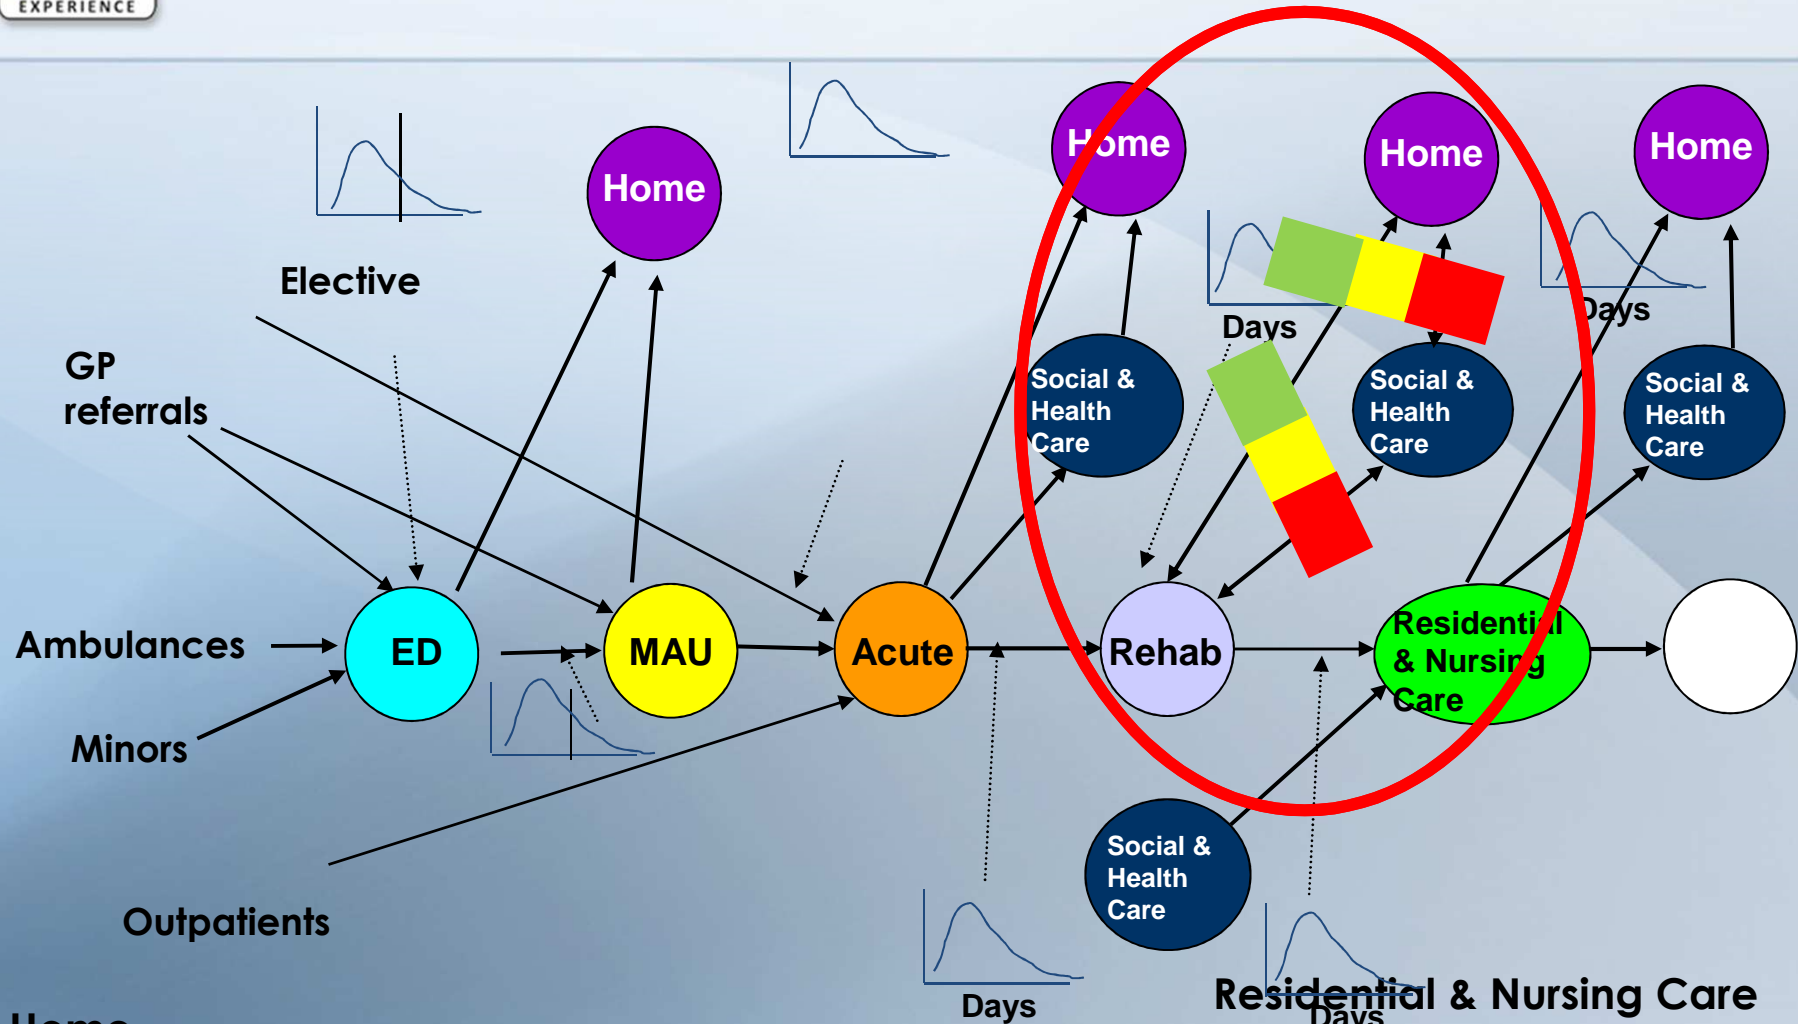 EXPERIENCE
Home
Home
Home
Home
Elective
Days
Days
GP
referrals
Social &
Health
Care
Social &
Health
Care
Social &
Health
Care
Ambulances
ED
MAU
Acute
Rehab
Residential
& Nursing
Care
Minors
Social &
Health
Care
Outpatients
Days
Residential & Nursing Care
Days
Home